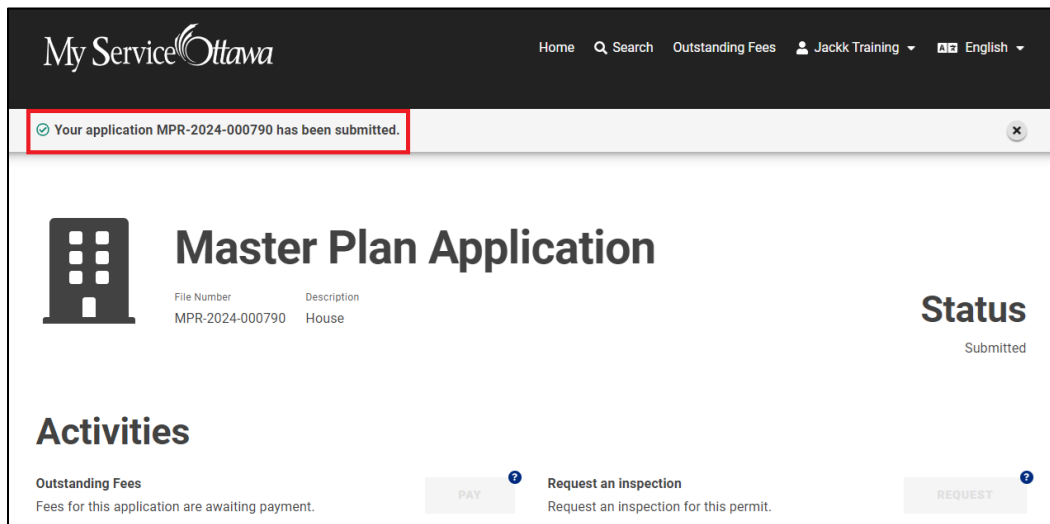 My Service Ottawa
Home Search Outstanding Fees Jackk Training English
Your application MPR-2024-000790 has been submitted.
Master Plan Application
File Number Description
MPR-2024-000790 House
Status
Submitted
Activities
Outstanding Fees
Fees for this application are awaiting payment.
PAY
?
Request an inspection
Request an inspection for this permit.
REQUEST
?